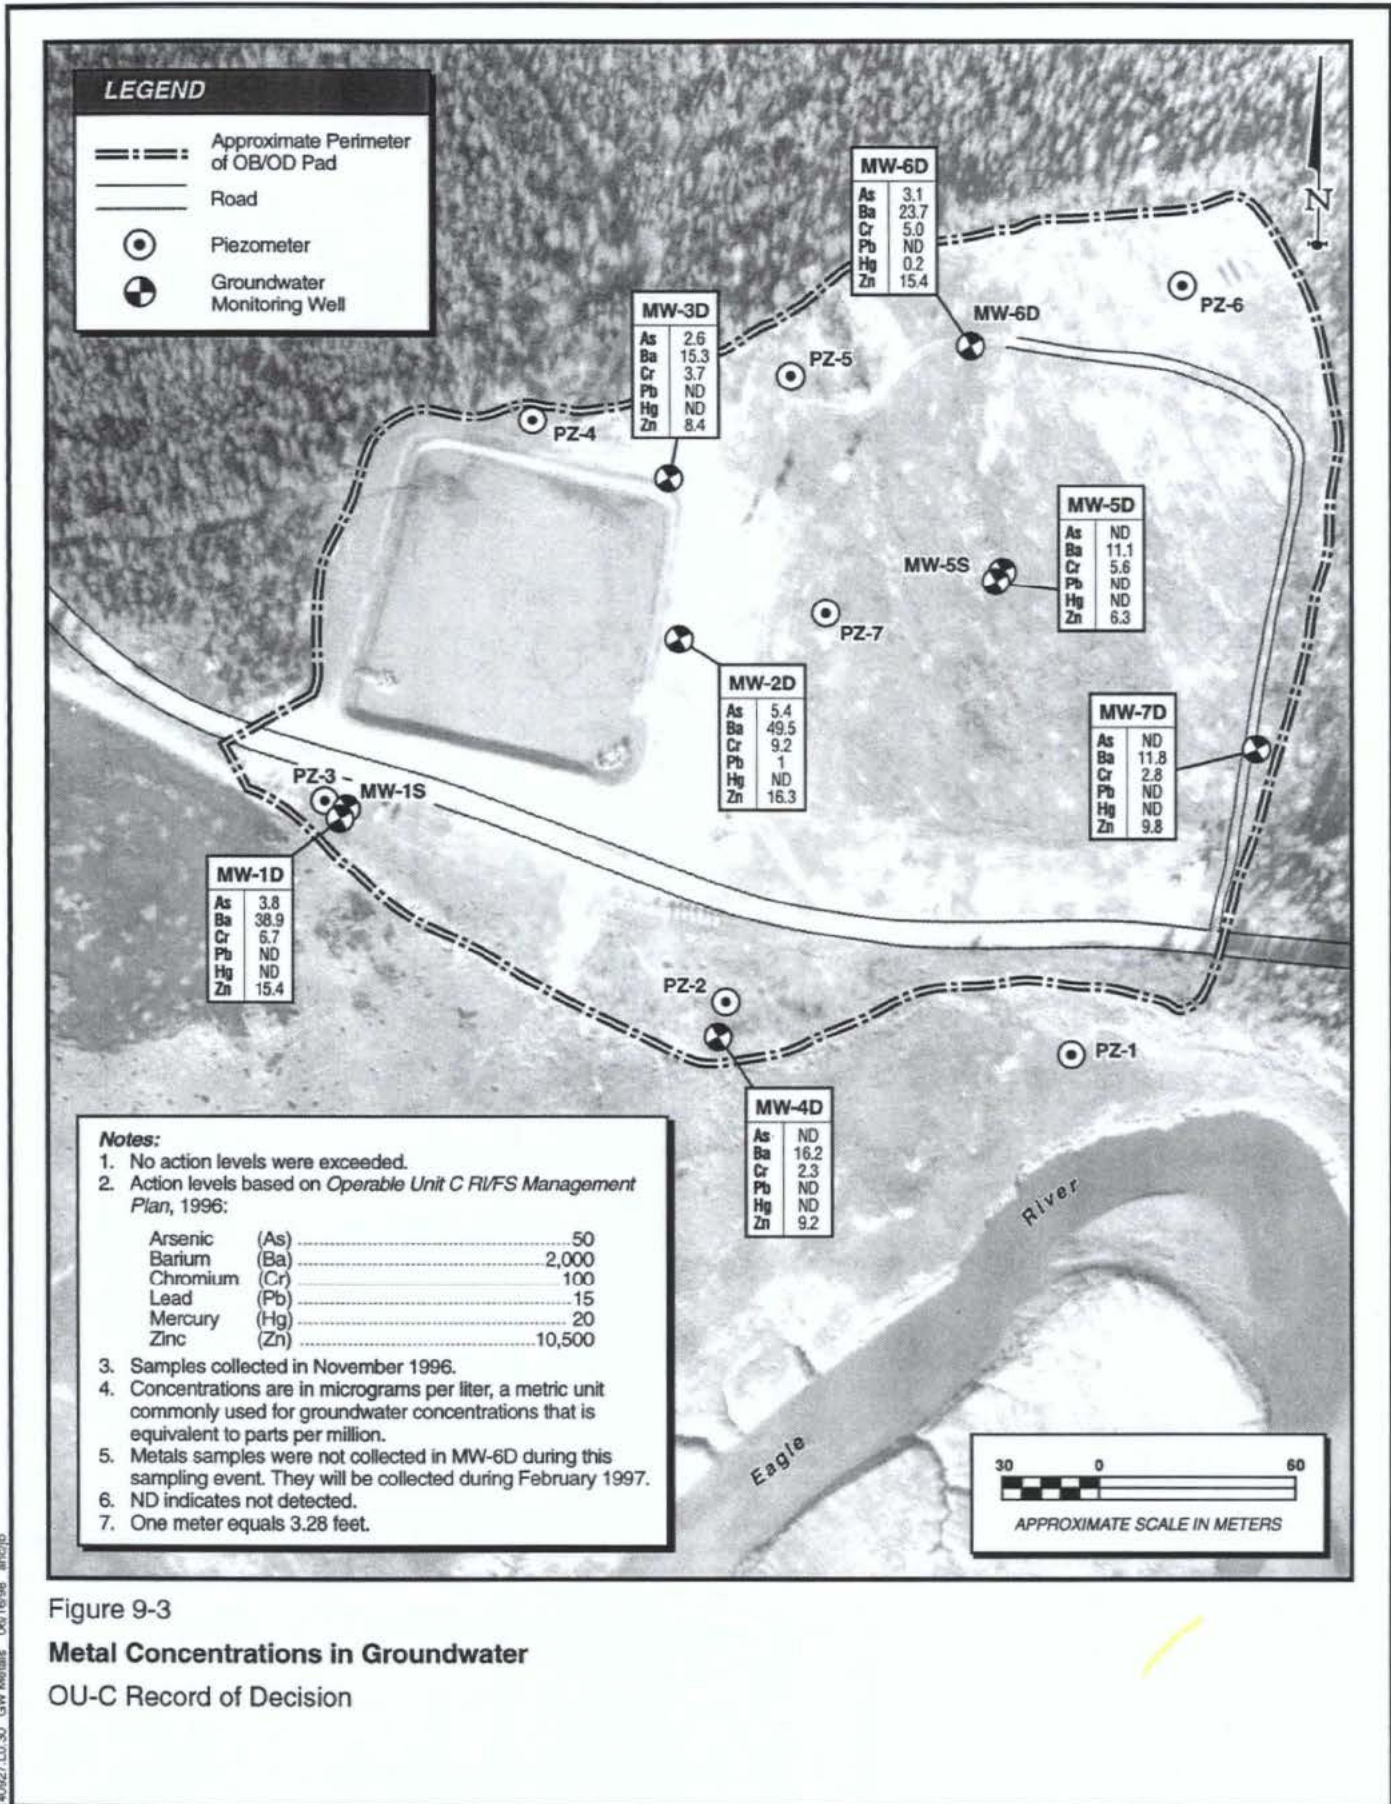 LEGEND
Approximate Perimeter
of OB/OD Pad
Road
Piezometer
Groundwater
Monitoring Well
N
MW-6D
As 3.1
Ba 23.7
Cr 5.0
Pb ND
Hg 0.2
Zn 15.4
MW-6D
PZ-6
MW-3D
As 2.6
Ba 15.3
Cr 3.7
Pb ND
Hg ND
Zn 8.4
PZ-5
PZ-4
MW-5D
As ND
Ba 11.1
Cr 5.6
Pb ND
Hg ND
Zn 6.3
MW-5S
PZ-7
MW-2D
As 5.4
Ba 49.5
Cr 9.2
Pb 1
Hg ND
Zn 16.3
MW-7D
As ND
Ba 11.8
Cr 2.8
Pb ND
Hg ND
Zn 9.8
PZ-3
MW-1S
MW-1D
As 3.8
Ba 38.9
Cr 6.7
Pb ND
Hg ND
Zn 15.4
PZ-2
PZ-1
MW-4D
As ND
Ba 16.2
Cr 2.3
Pb ND
Hg ND
Zn 9.2
River
Eagle
Notes:
1. No action levels were exceeded.
2. Action levels based on Operable Unit C RI/FS Management
Plan, 1996:
Arsenic (As) 50
Barium (Ba) 2,000
Chromium (Cr) 100
Lead (Pb) 15
Mercury (Hg) 20
Zinc (Zn) 10,500
3. Samples collected in November 1996.
4. Concentrations are in micrograms per liter, a metric unit
commonly used for groundwater concentrations that is
equivalent to parts per million.
5. Metals samples were not collected in MW-6D during this
sampling event. They will be collected during February 1997.
6. ND indicates not detected.
7. One meter equals 3.28 feet.
30 0 60
APPROXIMATE SCALE IN METERS
Figure 9-3
Metal Concentrations in Groundwater
OU-C Record of Decision
GW Metals 06/16/98